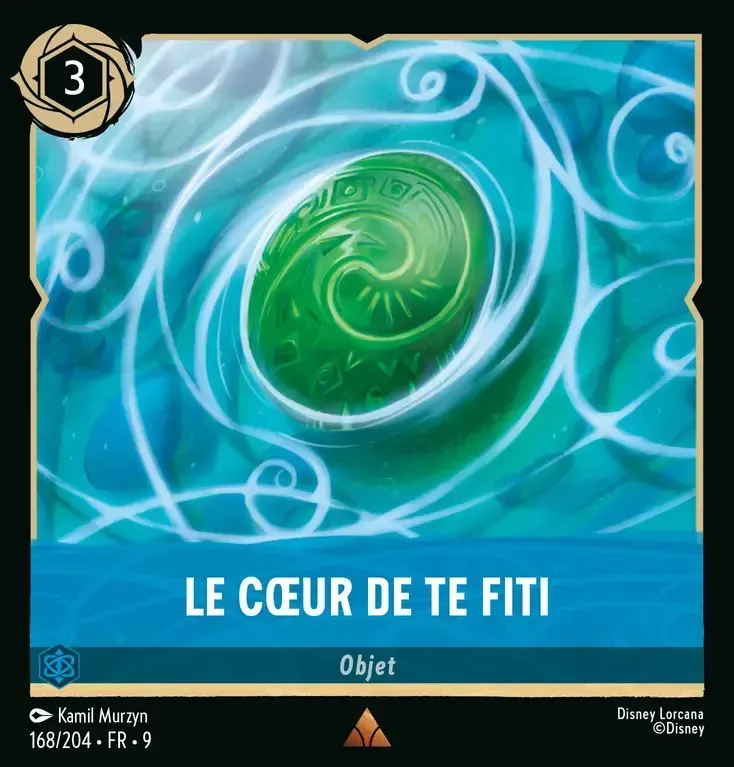 3
LE CŒUR DE TE FITI
Objet
Kamil Murzyn
168/204 • FR • 9
Disney Lorcana
©Disney